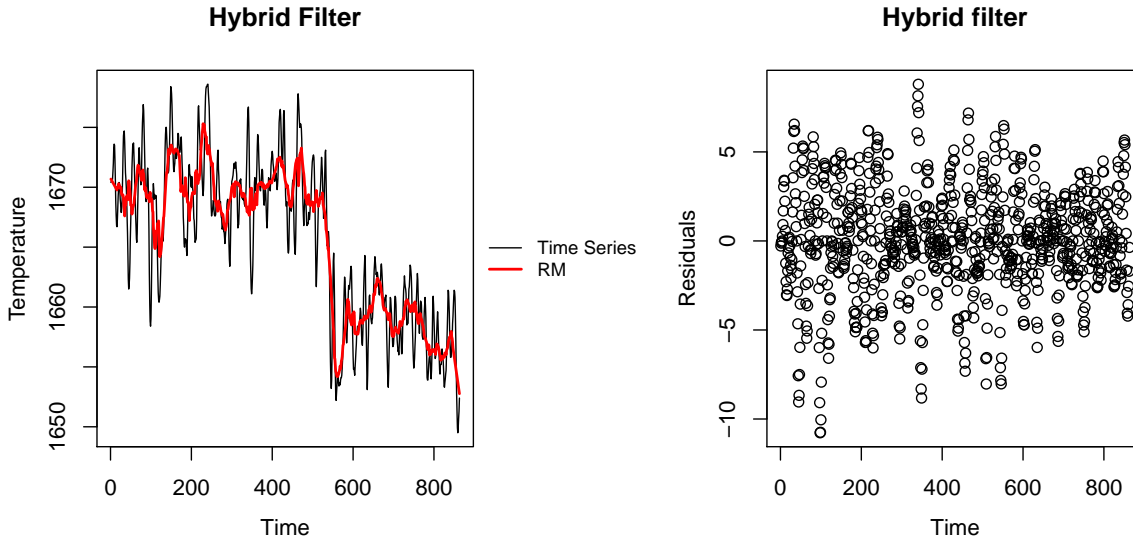 Hybrid Filter
Temperature
1670
1660
1650
0 200 400 600 800
Time
Time Series
RM
Hybrid filter
Residuals
5
0
−5
−10
0 200 400 600 800
Time